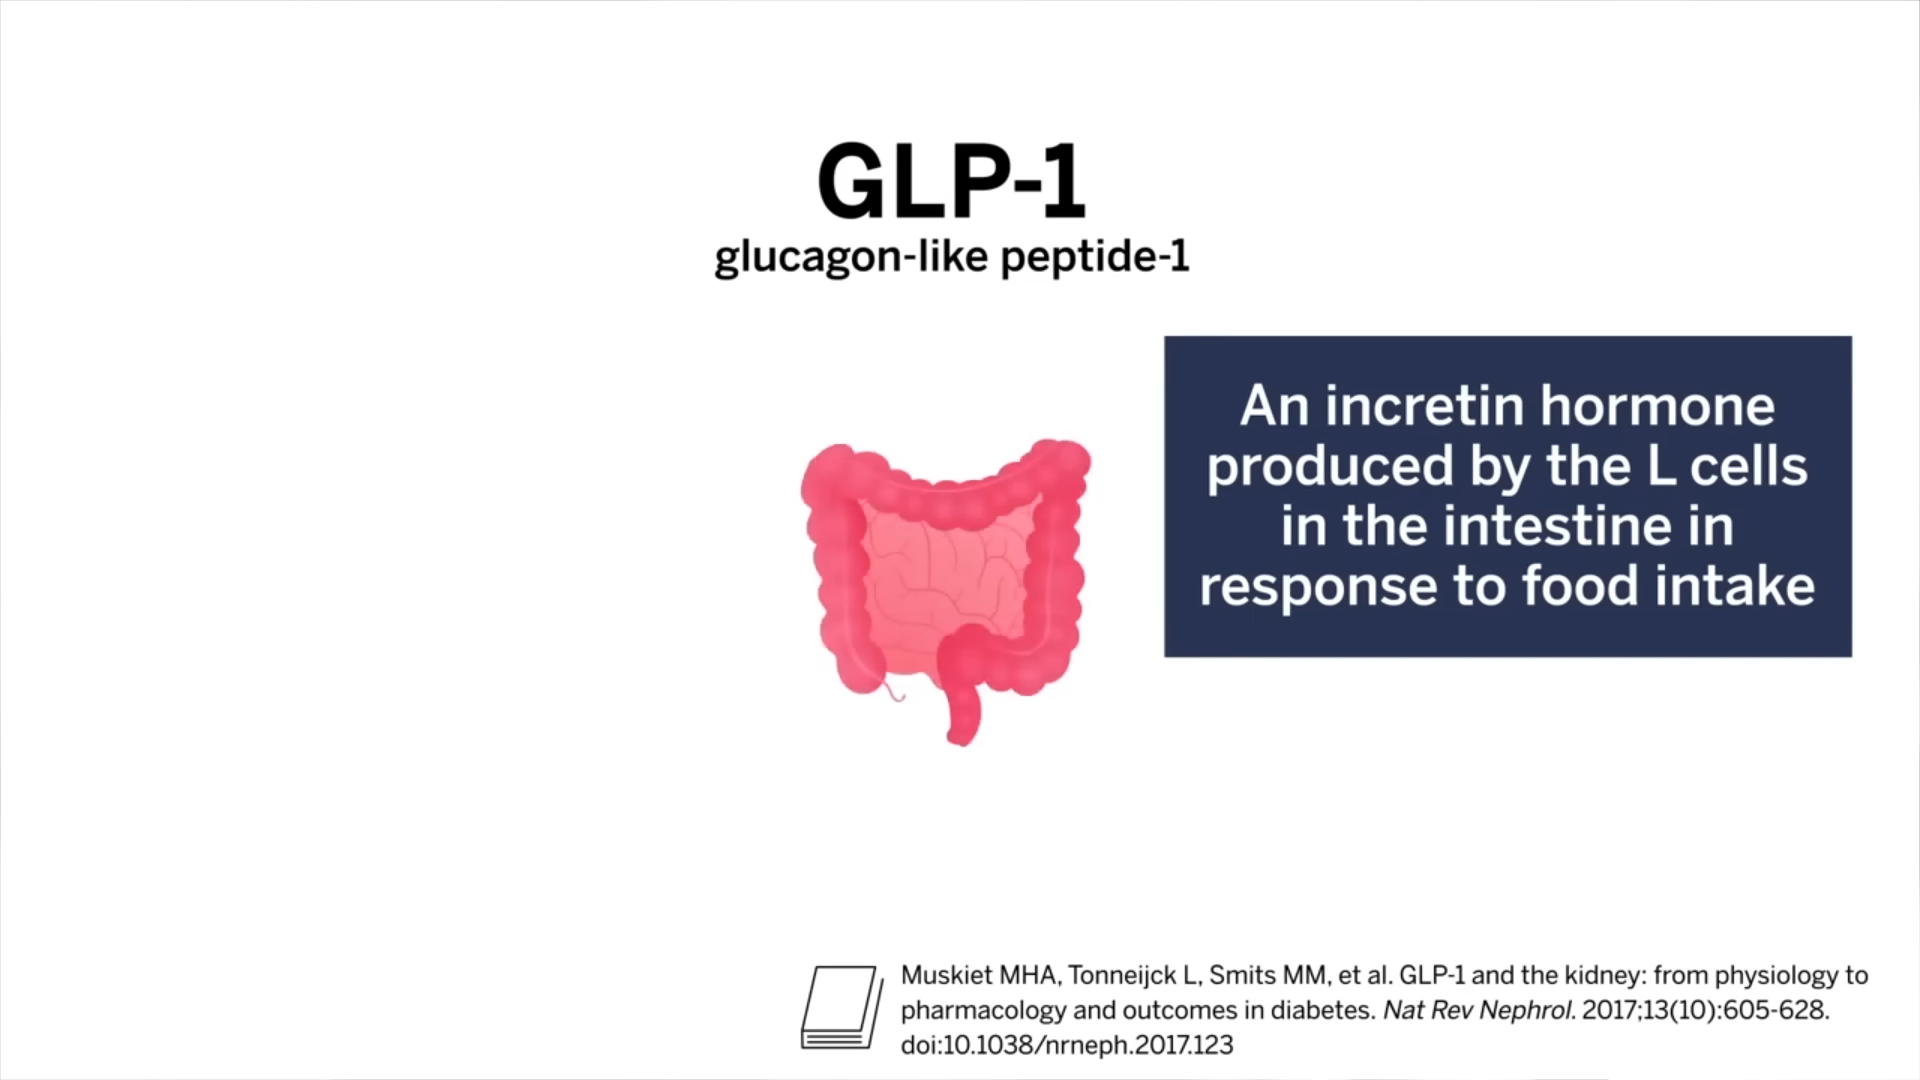 GLP-1
glucagon-like peptide-1
An incretin hormone
produced by the L cells
in the intestine in
response to food intake
Muskiet MHA, Tonneijck L, Smits MM, et al. GLP-1 and the kidney: from physiology to
pharmacology and outcomes in diabetes. Nat Rev Nephrol. 2017;13(10):605-628.
doi:10.1038/nrneph.2017.123